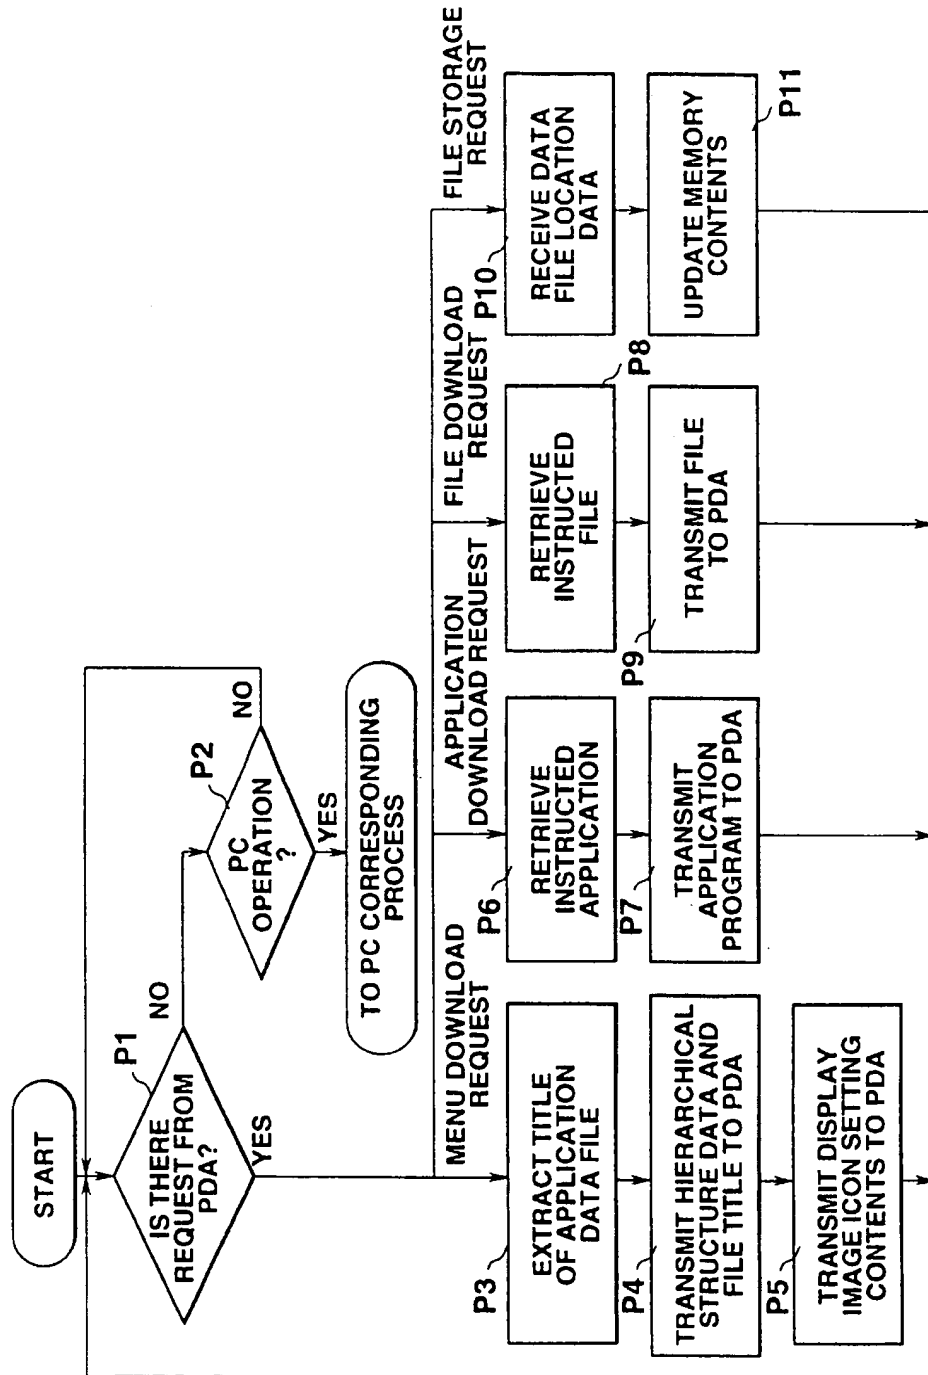 START
P1
IS THERE
REQUEST FROM
PDA?
NO
YES
P2
PC
OPERATION
?
NO
YES
TO PC CORRESPONDING
PROCESS
MENU DOWNLOAD
REQUEST
P3
EXTRACT TITLE
OF APPLICATION
DATA FILE
P4
TRANSMIT HIERARCHICAL
STRUCTURE DATA AND
FILE TITLE TO PDA
P5
TRANSMIT DISPLAY
IMAGE ICON SETTING
CONTENTS TO PDA
APPLICATION
DOWNLOAD REQUEST
P6
RETRIEVE
INSTRUCTED
APPLICATION
P7
TRANSMIT
APPLICATION
PROGRAM TO PDA
FILE DOWNLOAD
REQUEST
P8
RETRIEVE
INSTRUCTED
FILE
P9
TRANSMIT FILE
TO PDA
FILE STORAGE
REQUEST
P10
RECEIVE DATA
FILE LOCATION
DATA
P11
UPDATE MEMORY
CONTENTS